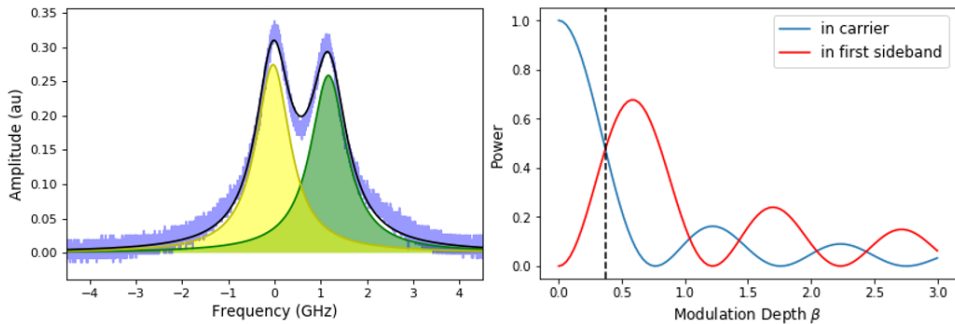 0.35
0.30
0.25
0.20
0.15
0.10
0.05
0.00
Amplitude (au)
−4 −3 −2 −1 0 1 2 3 4
Frequency (GHz)
1.0
0.8
0.6
0.4
0.2
0.0
Power
in carrier
in first sideband
0.0 0.5 1.0 1.5 2.0 2.5 3.0
Modulation Depth β